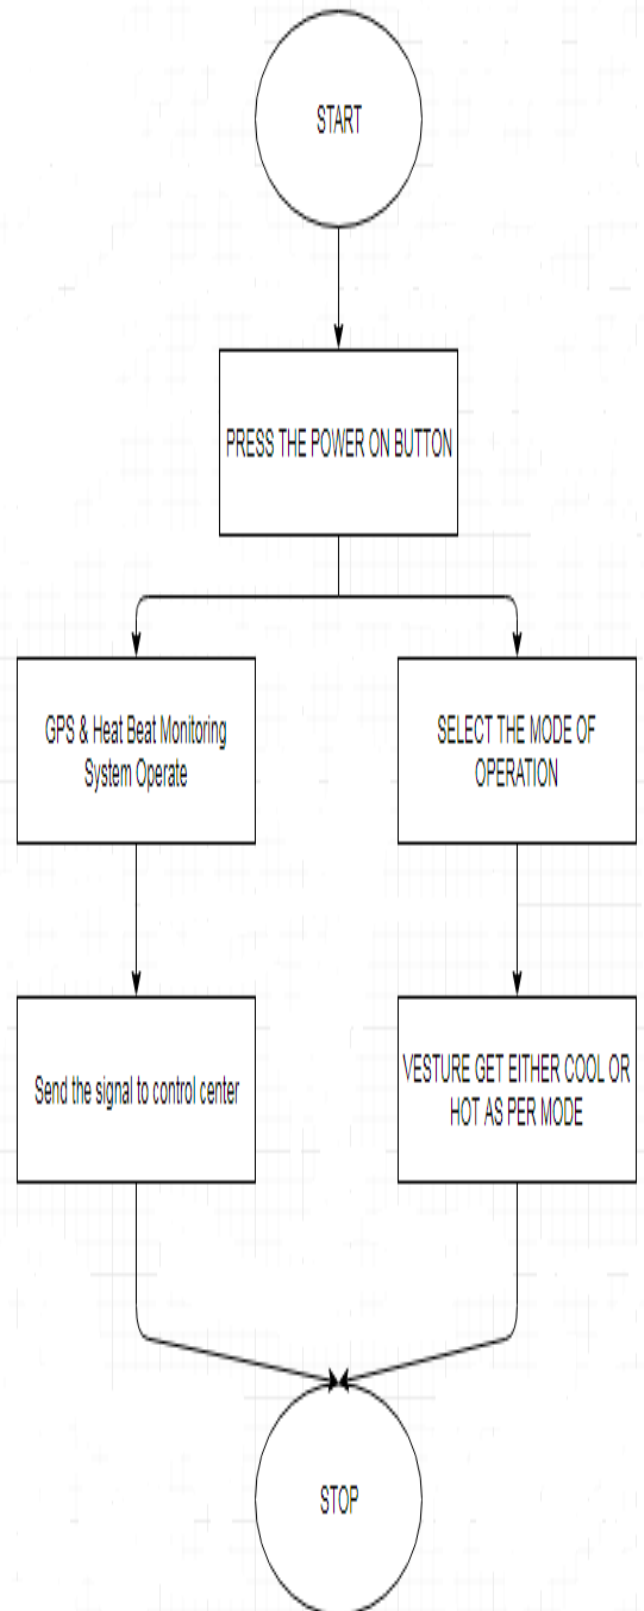 START
PRESS THE POWER ON BUTTON
GPS & Heat Beat Monitoring
System Operate
SELECT THE MODE OF
OPERATION
Send the signal to control center
VESTURE GET EITHER COOL OR
HOT AS PER MODE
STOP